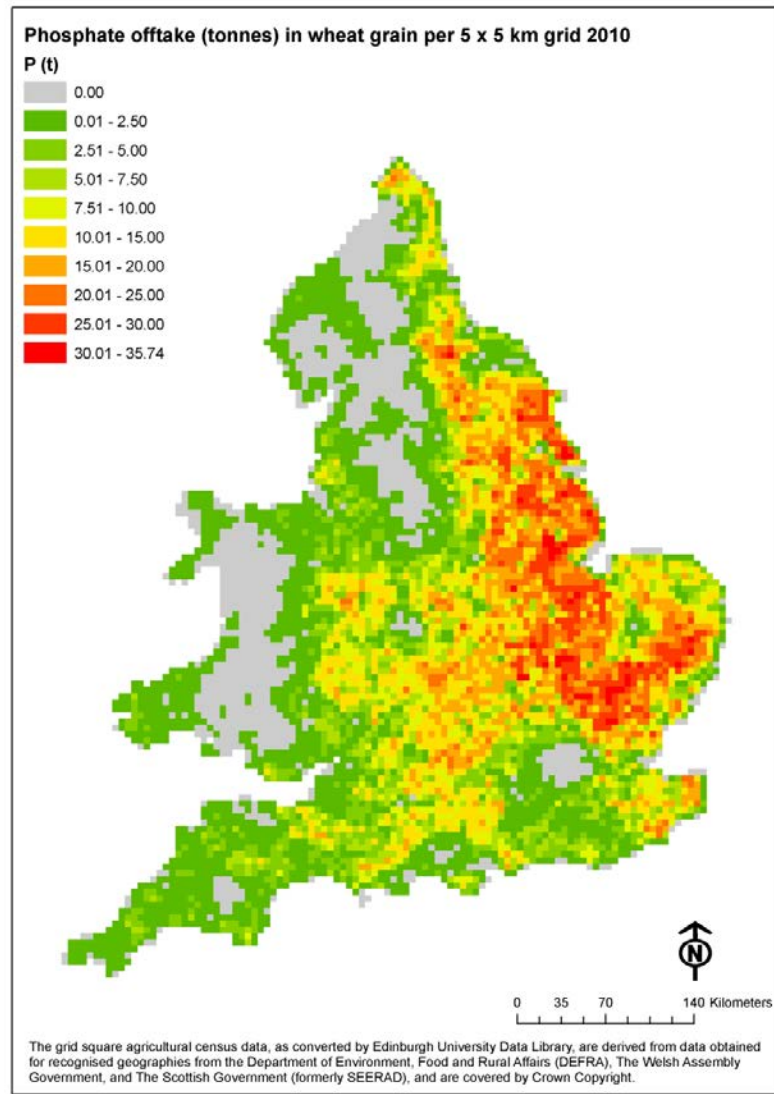 Phosphate offtake (tonnes) in wheat grain per 5 x 5 km grid 2010
P (t)
0.00
0.01 - 2.50
2.51 - 5.00
5.01 - 7.50
7.51 - 10.00
10.01 - 15.00
15.01 - 20.00
20.01 - 25.00
25.01 - 30.00
30.01 - 35.74
N
0 35 70 140 Kilometers
The grid square agricultural census data, as converted by Edinburgh University Data Library, are derived from data obtained
for recognised geographies from the Department of Environment, Food and Rural Affairs (DEFRA), The Welsh Assembly
Government, and The Scottish Government (formerly SEERAD), and are covered by Crown Copyright.